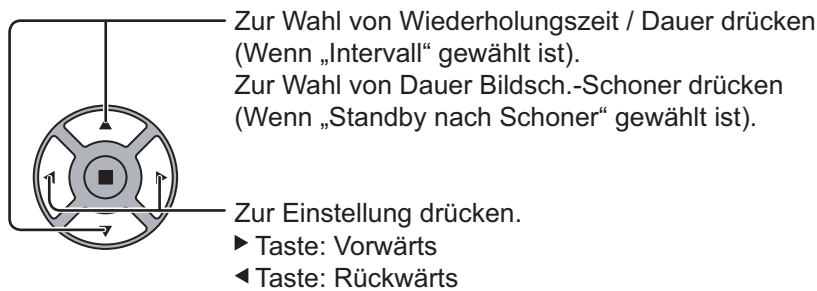 Zur Wahl von Wiederholungszeit / Dauer drücken
(Wenn „Intervall“ gewählt ist).
Zur Wahl von Dauer Bildsch.-Schoner drücken
(Wenn „Standby nach Schoner“ gewählt ist).
Zur Einstellung drücken.
▶ Taste: Vorwärts
◀ Taste: Rückwärts